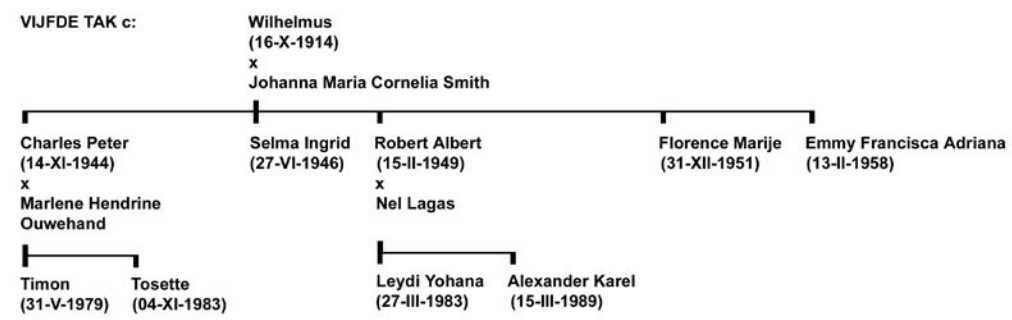 VIJFDE TAK c:
Wilhelmus
(16-X-1914)
x
Johanna Maria Cornelia Smith
Charles Peter
(14-XI-1944)
x
Marlene Hendrine
Ouwehand
Selma Ingrid
(27-VI-1946)
Robert Albert
(15-II-1949)
x
Nel Lagas
Florence Marije
(31-XII-1951)
Emmy Francisca Adriana
(13-II-1958)
Timon
(31-V-1979)
Tosette
(04-XI-1983)
Leydi Yohana
(27-III-1983)
Alexander Karel
(15-III-1989)